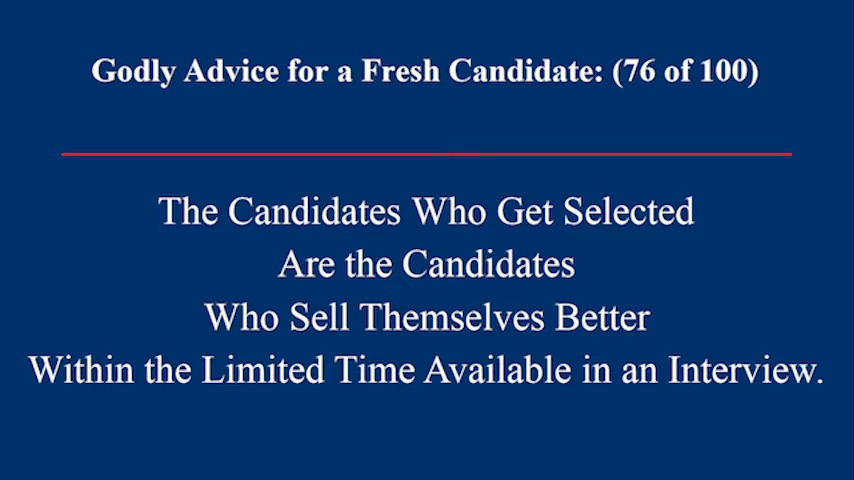 Godly Advice for a Fresh Candidate: (76 of 100)
The Candidates Who Get Selected
Are the Candidates
Who Sell Themselves Better
Within the Limited Time Available in an Interview.